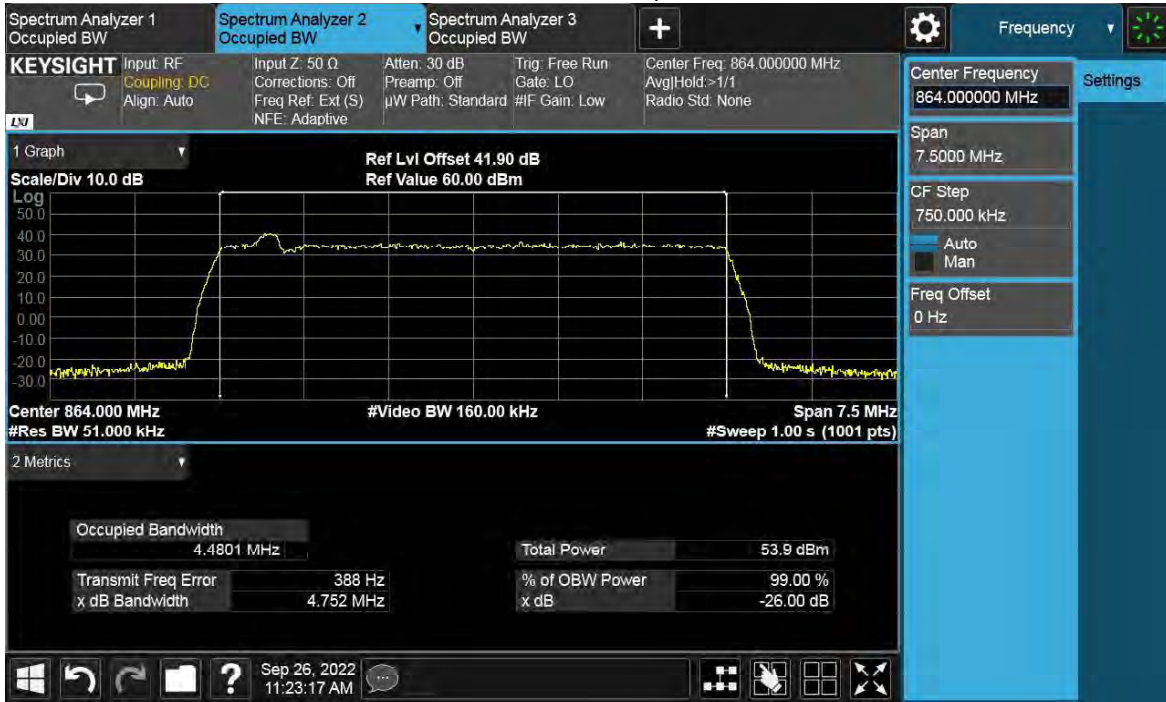 Spectrum Analyzer 1
Occupied BW
Spectrum Analyzer 2
Occupied BW
Spectrum Analyzer 3
Occupied BW
+
Frequency
KEYSIGHT
LXI
Input: RF
Coupling: DC
Align: Auto
Input Z: 50 Ω
Corrections: Off
Freq Ref: Ext (S)
NFE: Adaptive
Atten: 30 dB
Preamp: Off
µW Path: Standard
Trig: Free Run
Gate: LO
#IF Gain: Low
Center Freq: 864.000000 MHz
Avg|Hold:>1/1
Radio Std: None
Center Frequency
864.000000 MHz
Settings
Span
7.5000 MHz
CF Step
750.000 kHz
Auto
Man
Freq Offset
0 Hz
1 Graph
Scale/Div 10.0 dB
Ref Lvl Offset 41.90 dB
Ref Value 60.00 dBm
Log
50.0
40.0
30.0
20.0
10.0
0.00
-10.0
-20.0
-30.0
Center 864.000 MHz
#Video BW 160.00 kHz
Span 7.5 MHz
#Res BW 51.000 kHz
#Sweep 1.00 s (1001 pts)
2 Metrics
Occupied Bandwidth
4.4801 MHz
Total Power 53.9 dBm
Transmit Freq Error 388 Hz
% of OBW Power 99.00 %
x dB Bandwidth 4.752 MHz
x dB -26.00 dB
?
Sep 26, 2022
11:23:17 AM